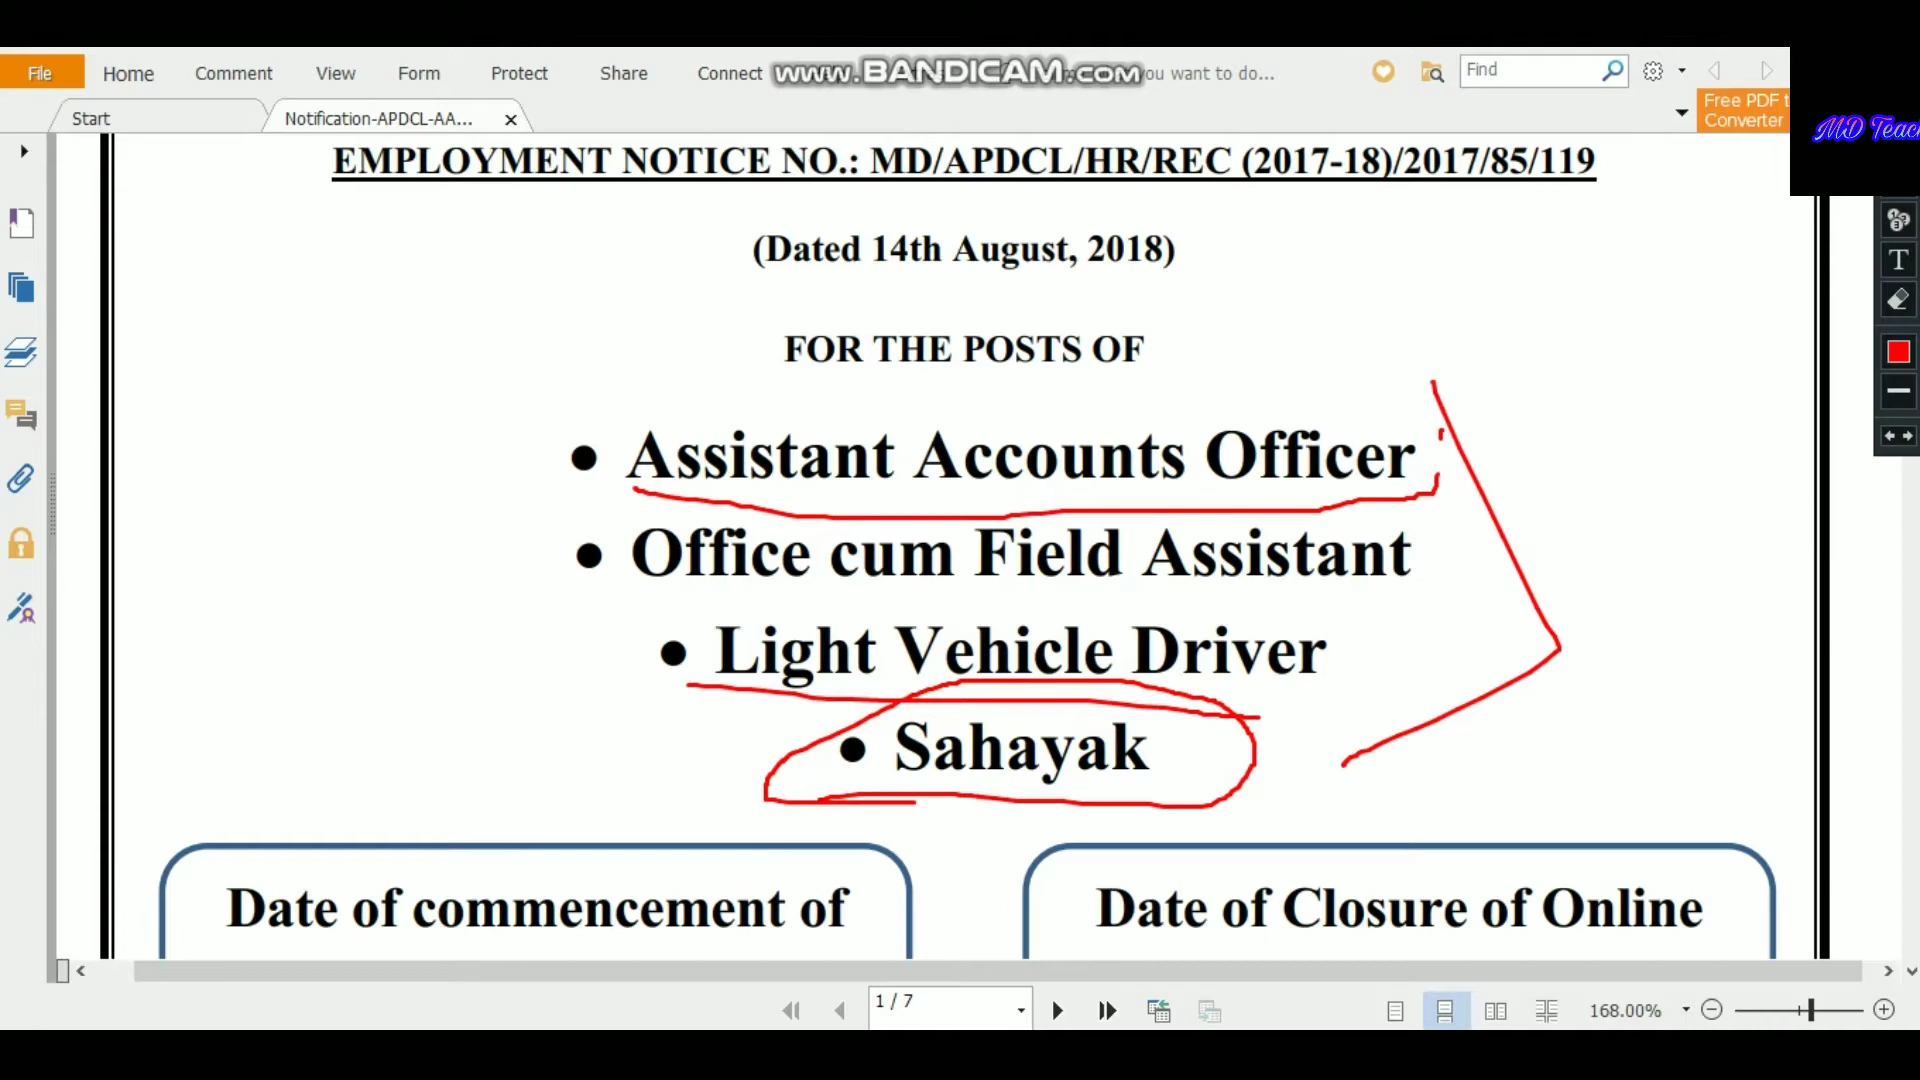 File Home Comment View Form Protect Share Connect www.BANDICAM.com you want to do... Find
Start Notification-APDCL-AA...
Free PDF t
Converter
MD Teach
EMPLOYMENT NOTICE NO.: MD/APDCL/HR/REC (2017-18)/2017/85/119
(Dated 14th August, 2018)
FOR THE POSTS OF
• Assistant Accounts Officer
• Office cum Field Assistant
• Light Vehicle Driver
• Sahayak
Date of commencement of
Date of Closure of Online
1 / 7
168.00%